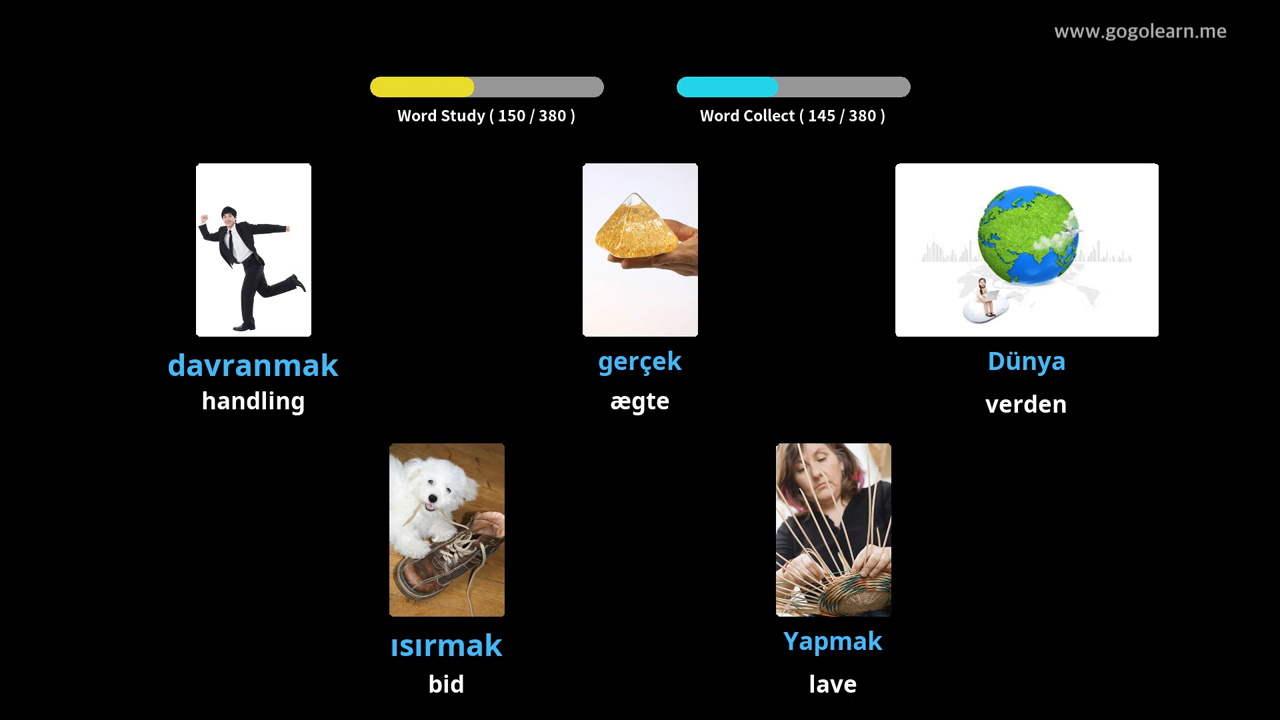 www.gogolearn.me
Word Study ( 150 / 380 )
Word Collect ( 145 / 380 )
davranmak
handling
gerçek
ægte
Dünya
verden
ısırmak
bid
Yapmak
lave